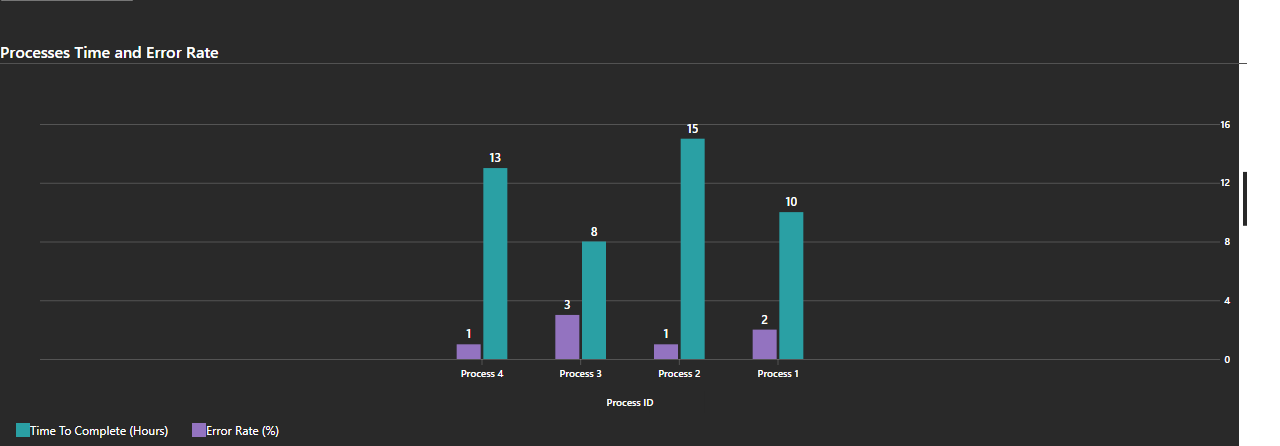 Processes Time and Error Rate
16
15
13
12
10
8
8
4
3
2
1
1
0
Process 4
Process 3
Process 2
Process 1
Process ID
Time To Complete (Hours)
Error Rate (%)